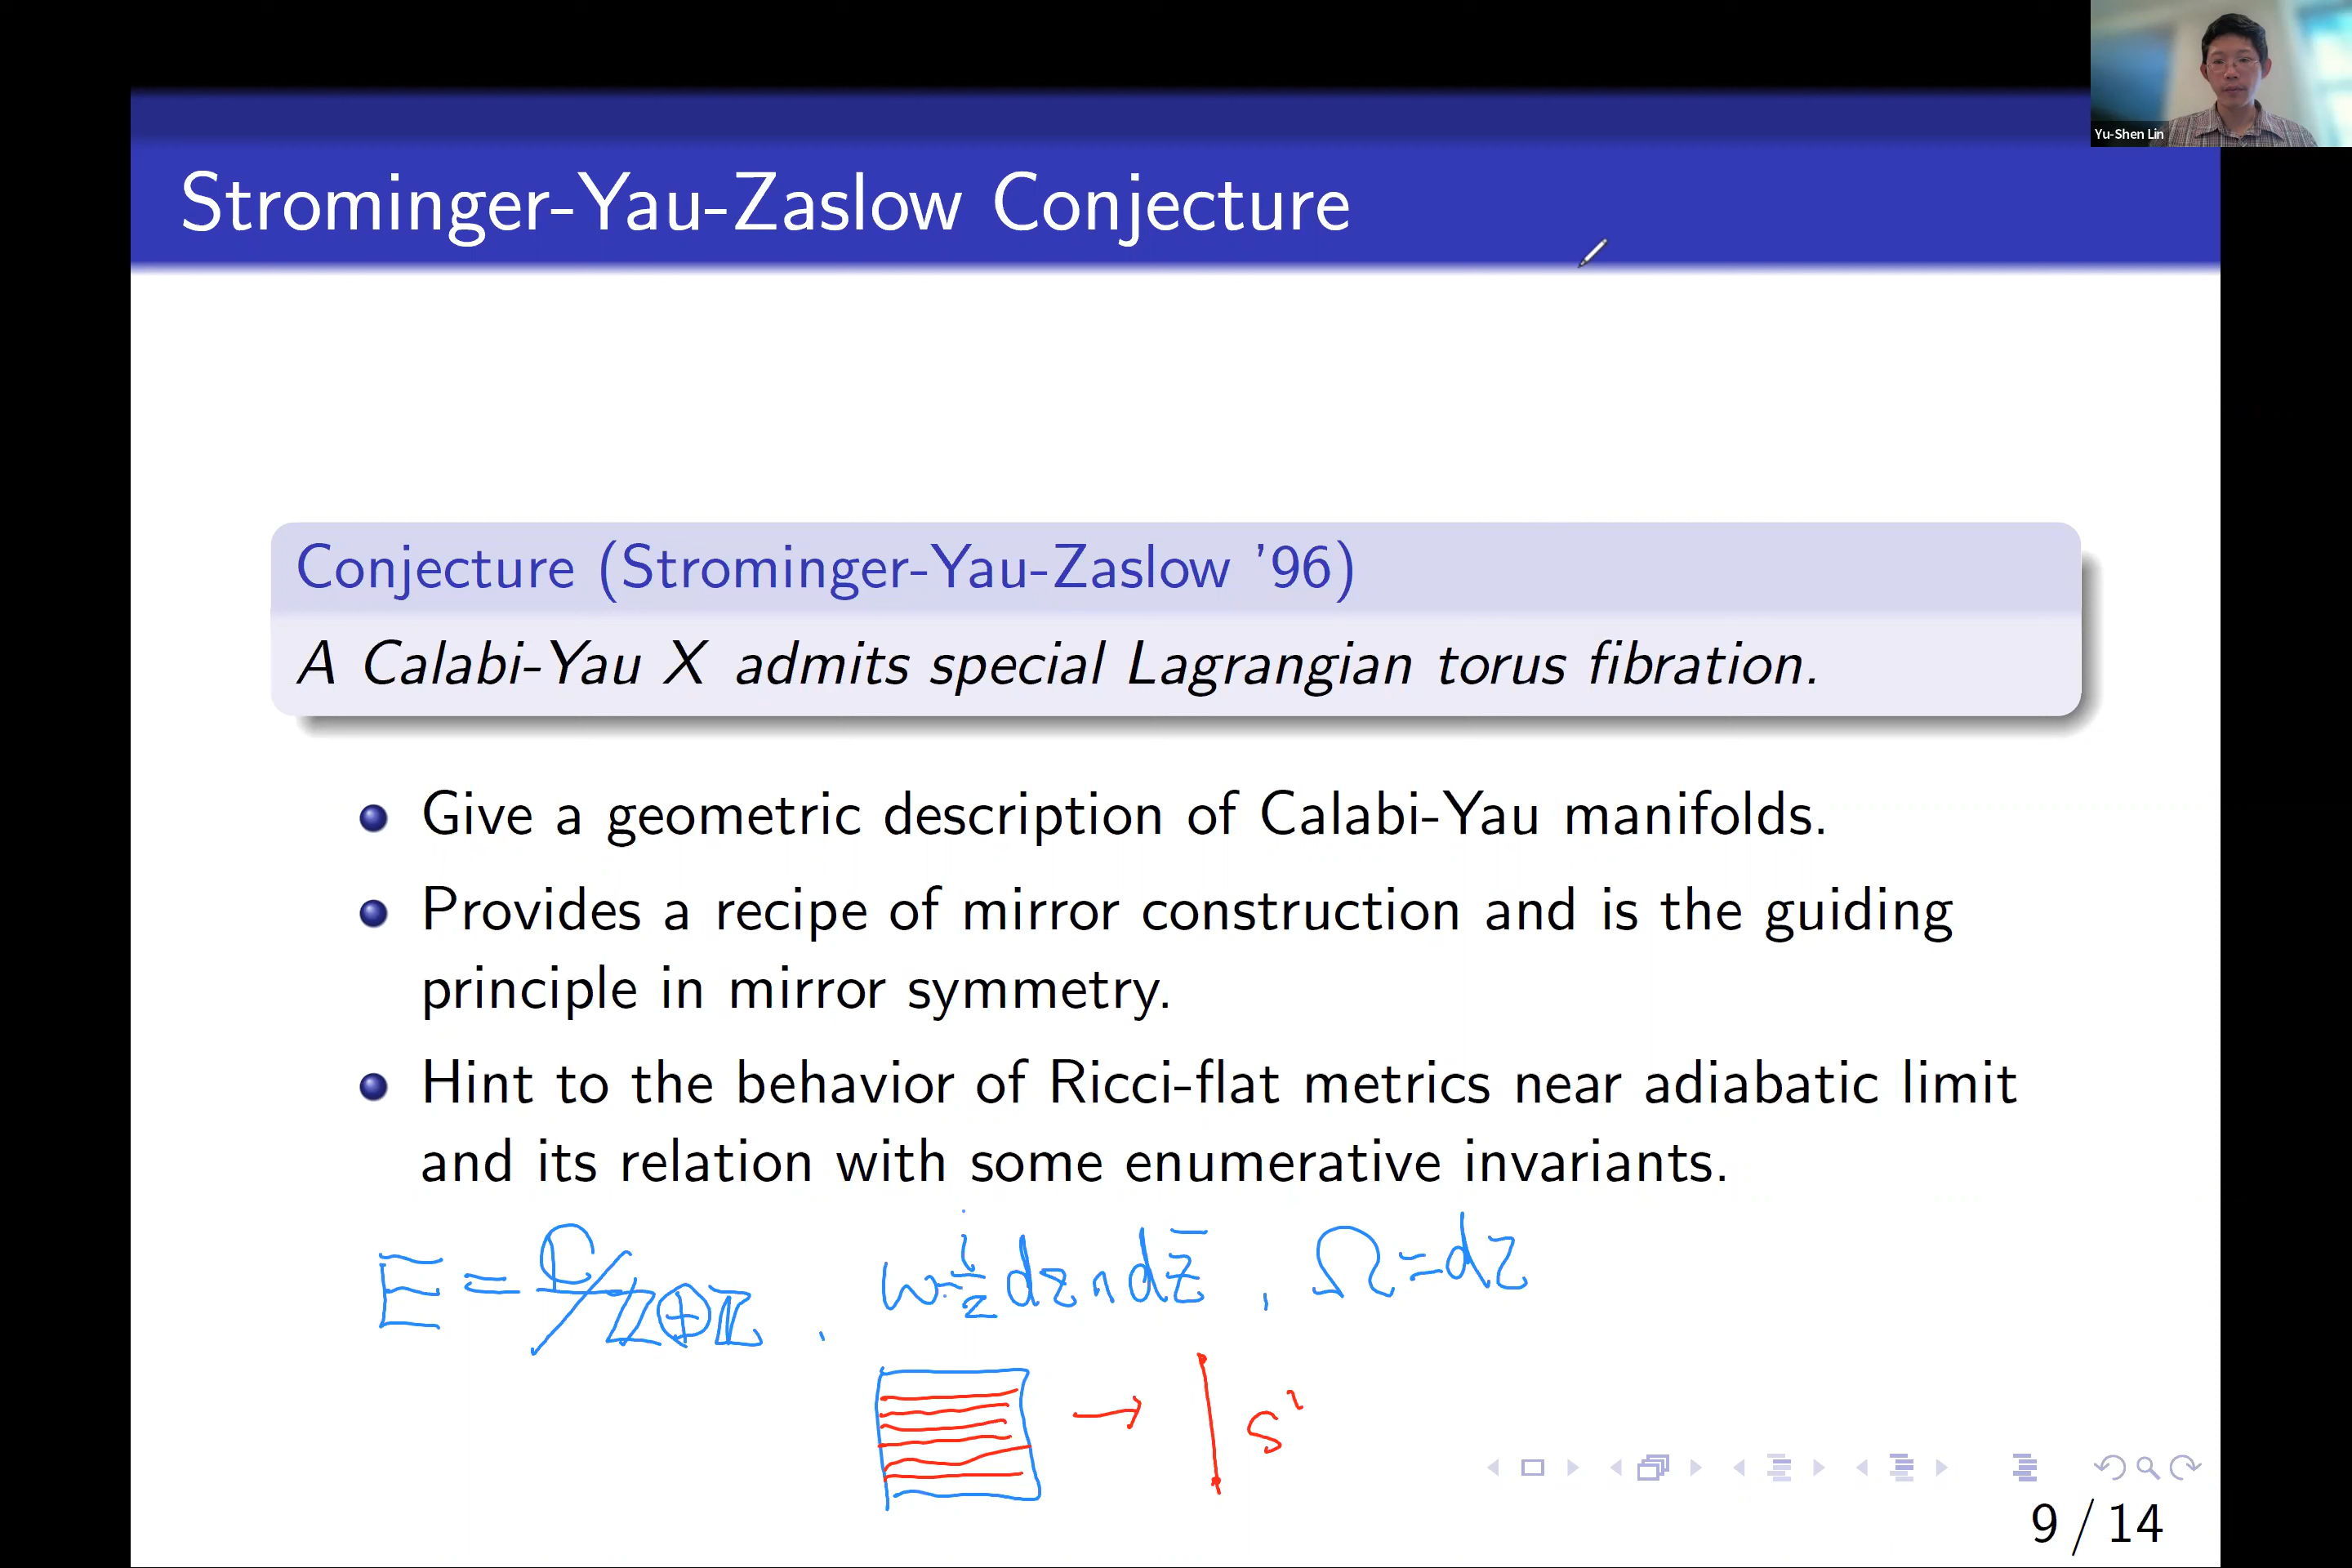 Yu-Shen Lin
Strominger-Yau-Zaslow Conjecture
Conjecture (Strominger-Yau-Zaslow '96)
A Calabi-Yau X admits special Lagrangian torus fibration.
Give a geometric description of Calabi-Yau manifolds.
Provides a recipe of mirror construction and is the guiding
principle in mirror symmetry.
Hint to the behavior of Ricci-flat metrics near adiabatic limit
and its relation with some enumerative invariants.
E = ℂ/ℤ⊕ℤ , ω = i/2 dz∧dz̄ , Ω = dz
→ S¹
9 / 14